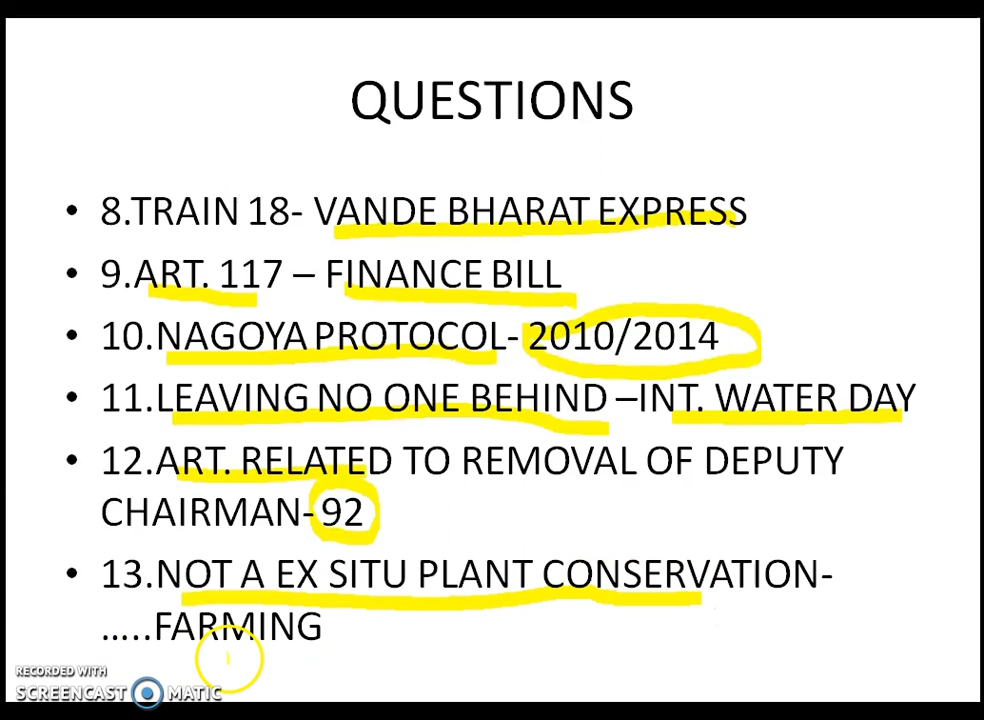 QUESTIONS
• 8.TRAIN 18- VANDE BHARAT EXPRESS
• 9.ART. 117 – FINANCE BILL
• 10.NAGOYA PROTOCOL- 2010/2014
• 11.LEAVING NO ONE BEHIND –INT. WATER DAY
• 12.ART. RELATED TO REMOVAL OF DEPUTY
CHAIRMAN- 92
• 13.NOT A EX SITU PLANT CONSERVATION-
…..FARMING
RECORDED WITH
SCREENCAST MATIC